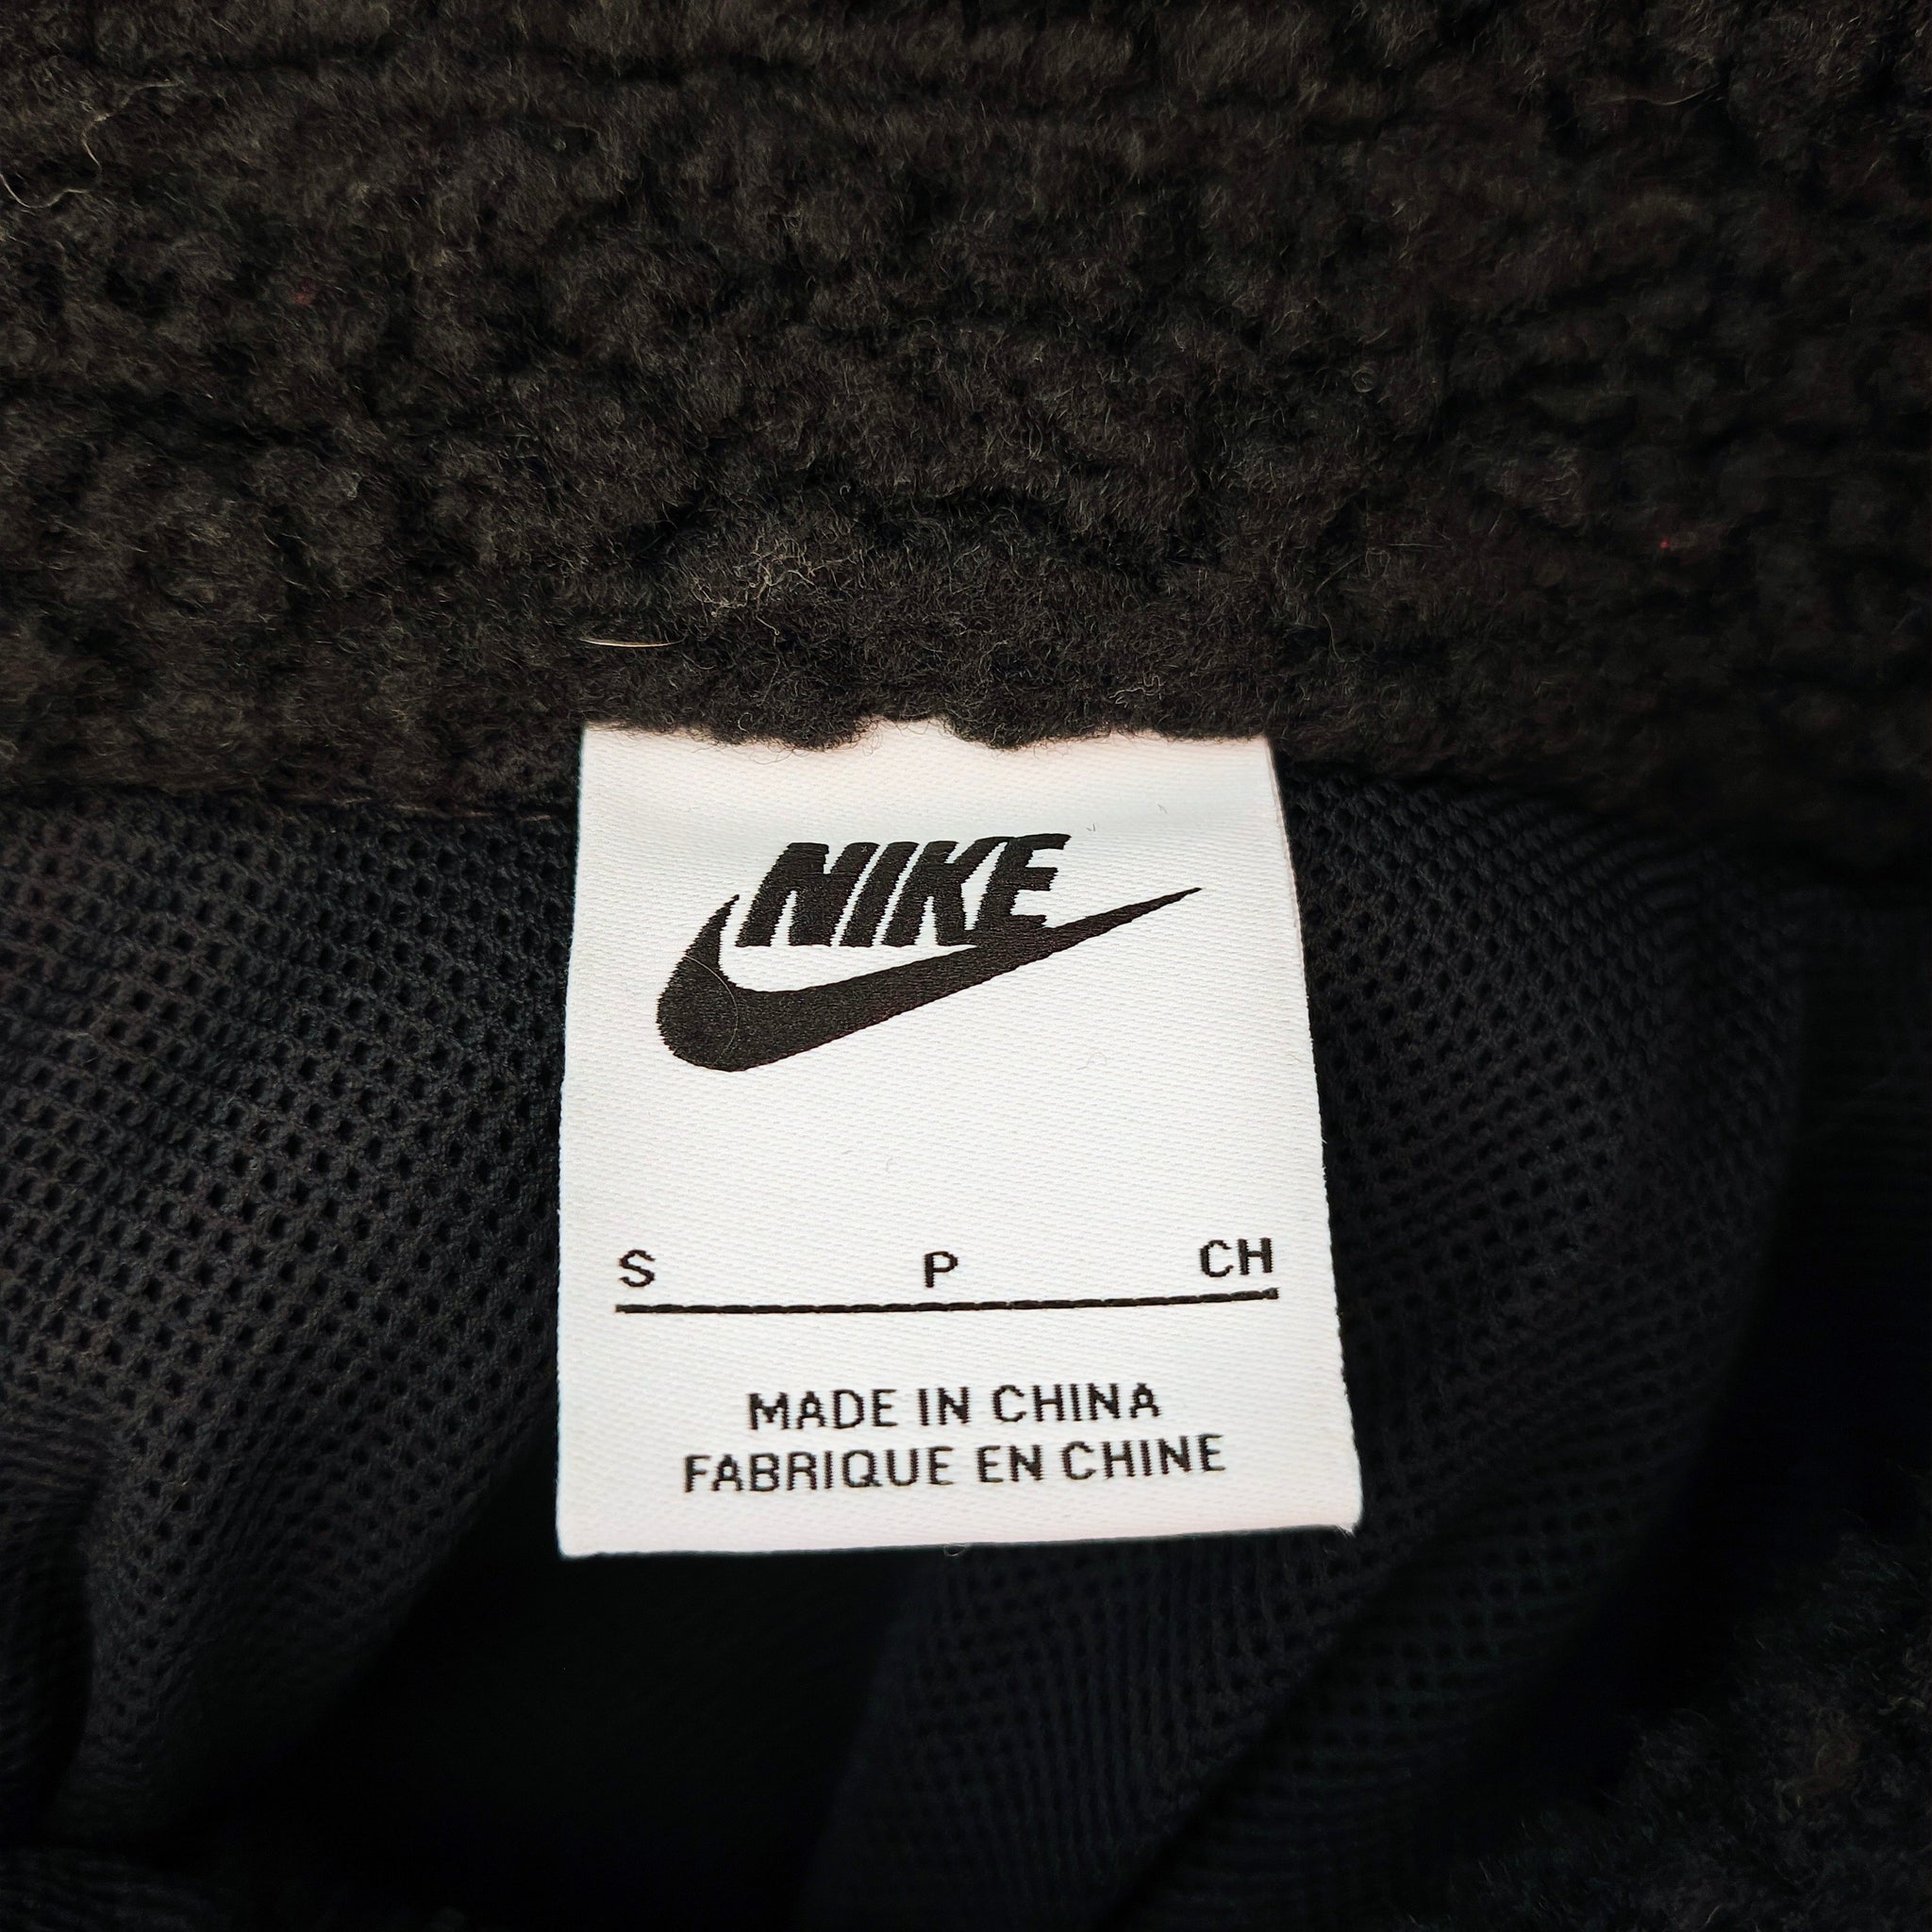 NIKE
S P CH
MADE IN CHINA
FABRIQUE EN CHINE